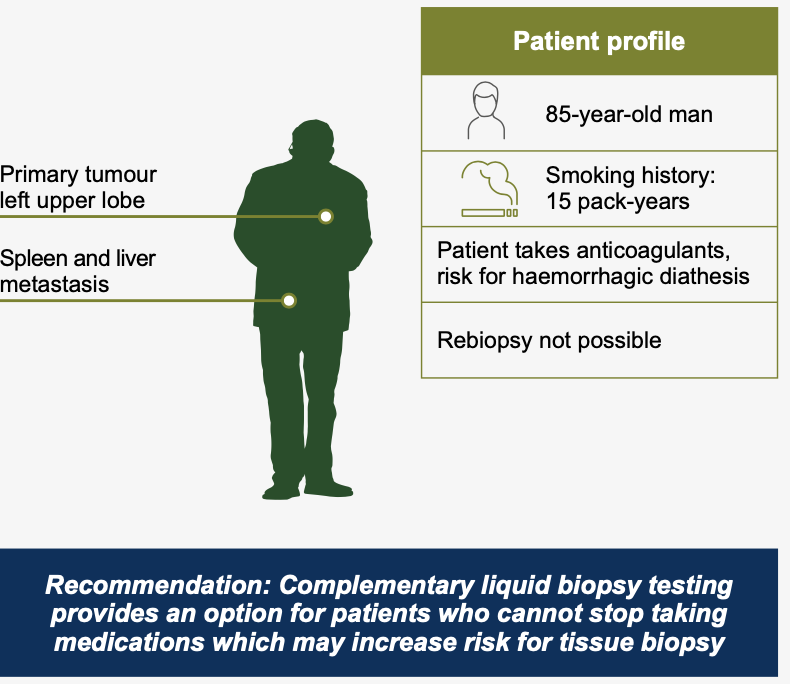 Patient profile
85-year-old man
Smoking history:
15 pack-years
Patient takes anticoagulants,
risk for haemorrhagic diathesis
Rebiopsy not possible
Primary tumour
left upper lobe
Spleen and liver
metastasis
Recommendation: Complementary liquid biopsy testing
provides an option for patients who cannot stop taking
medications which may increase risk for tissue biopsy